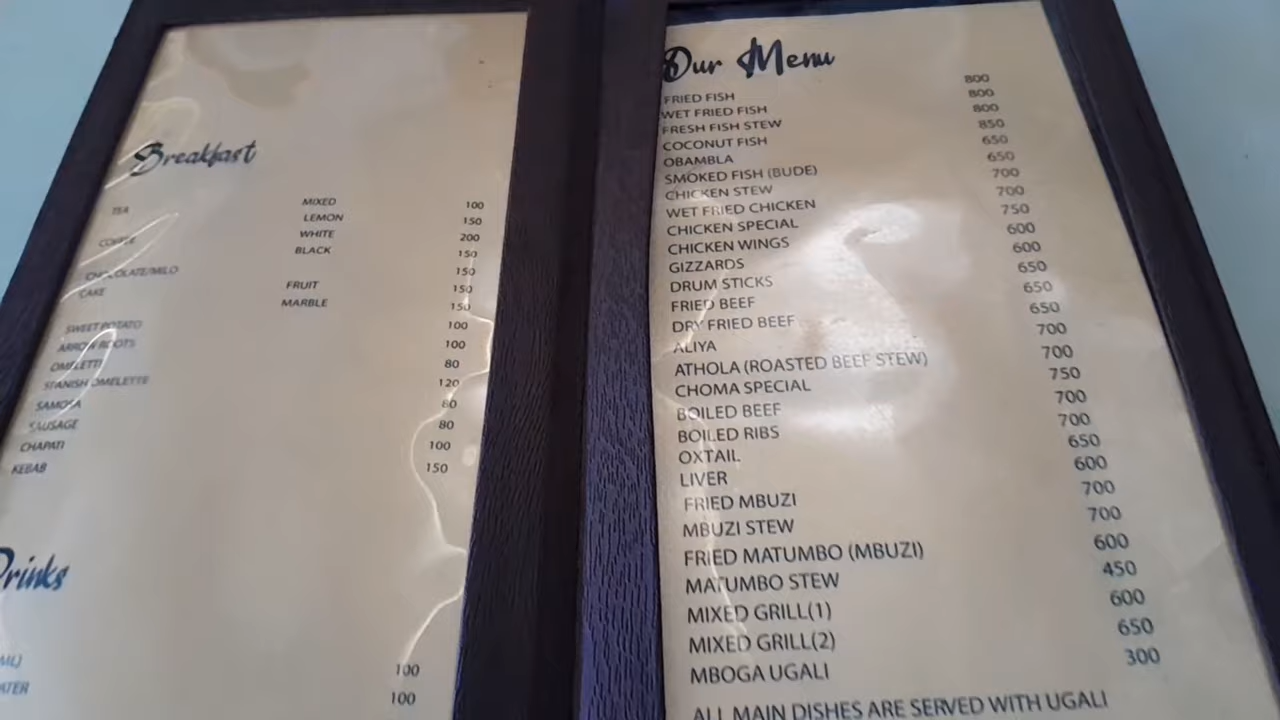 Breakfast
TEA MIXED 100
LEMON 150
COFFEE WHITE 200
BLACK 150
CHOCOLATE/MILO 150
CAKE FRUIT 150
MARBLE 150
SWEET POTATO 100
ARROW ROOTS 100
OMELETTE 80
SPANISH OMELETTE 120
SAMOSA 80
SAUSAGE 80
CHAPATI 100
KEBAB 150
Drinks
ML) 100
ATER 100
Our Menu
FRIED FISH 800
WET FRIED FISH 800
FRESH FISH STEW 800
COCONUT FISH 850
OBAMBLA 650
SMOKED FISH (BUDE) 650
CHICKEN STEW 700
WET FRIED CHICKEN 700
CHICKEN SPECIAL 750
CHICKEN WINGS 600
GIZZARDS 600
DRUM STICKS 650
FRIED BEEF 650
DRY FRIED BEEF 650
ALIYA 700
ATHOLA (ROASTED BEEF STEW) 700
CHOMA SPECIAL 750
BOILED BEEF 700
BOILED RIBS 700
OXTAIL 650
LIVER 600
FRIED MBUZI 700
MBUZI STEW 700
FRIED MATUMBO (MBUZI) 600
MATUMBO STEW 450
MIXED GRILL(1) 600
MIXED GRILL(2) 650
MBOGA UGALI 300
ALL MAIN DISHES ARE SERVED WITH UGALI